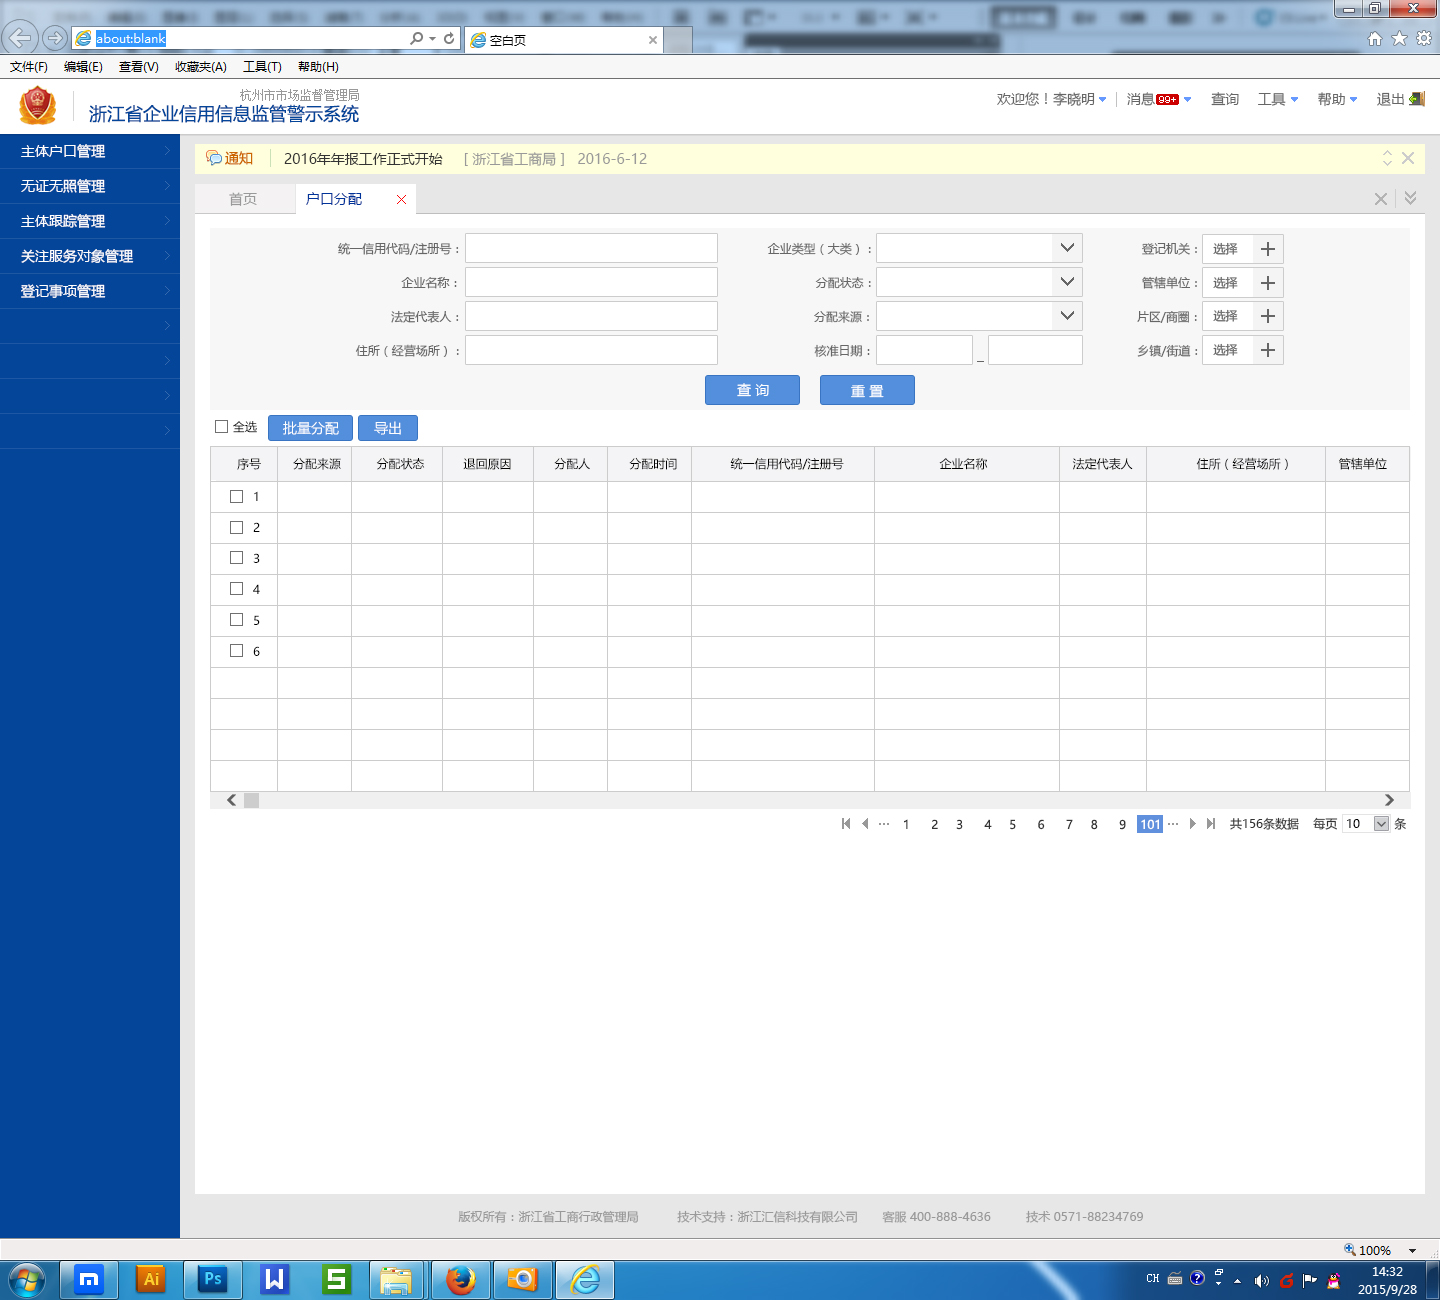 about:blank
空白页
文件(F) 编辑(E) 查看(V) 收藏夹(A) 工具(T) 帮助(H)
杭州市市场监督管理局
浙江省企业信用信息监管警示系统
欢迎您！李晓明 消息 99+ 查询 工具 帮助 退出
主体户口管理
无证无照管理
主体跟踪管理
关注服务对象管理
登记事项管理
通知 2016年年报工作正式开始 [ 浙江省工商局 ] 2016-6-12
首页 户口分配
统一信用代码/注册号： 企业类型（大类）： 登记机关： 选择
企业名称： 分配状态： 管辖单位： 选择
法定代表人： 分配来源： 片区/商圈： 选择
住所（经营场所）： 核准日期： _ 乡镇/街道： 选择
查 询 重 置
全选 批量分配 导出
序号 分配来源 分配状态 退回原因 分配人 分配时间 统一信用代码/注册号 企业名称 法定代表人 住所（经营场所） 管辖单位
1
2
3
4
5
6
··· 1 2 3 4 5 6 7 8 9 101 ··· 共156条数据 每页 10 条
版权所有：浙江省工商行政管理局 技术支持：浙江汇信科技有限公司 客服 400-888-4636 技术 0571-88234769
100%
m Ai Ps W S
CH 14:32
2015/9/28